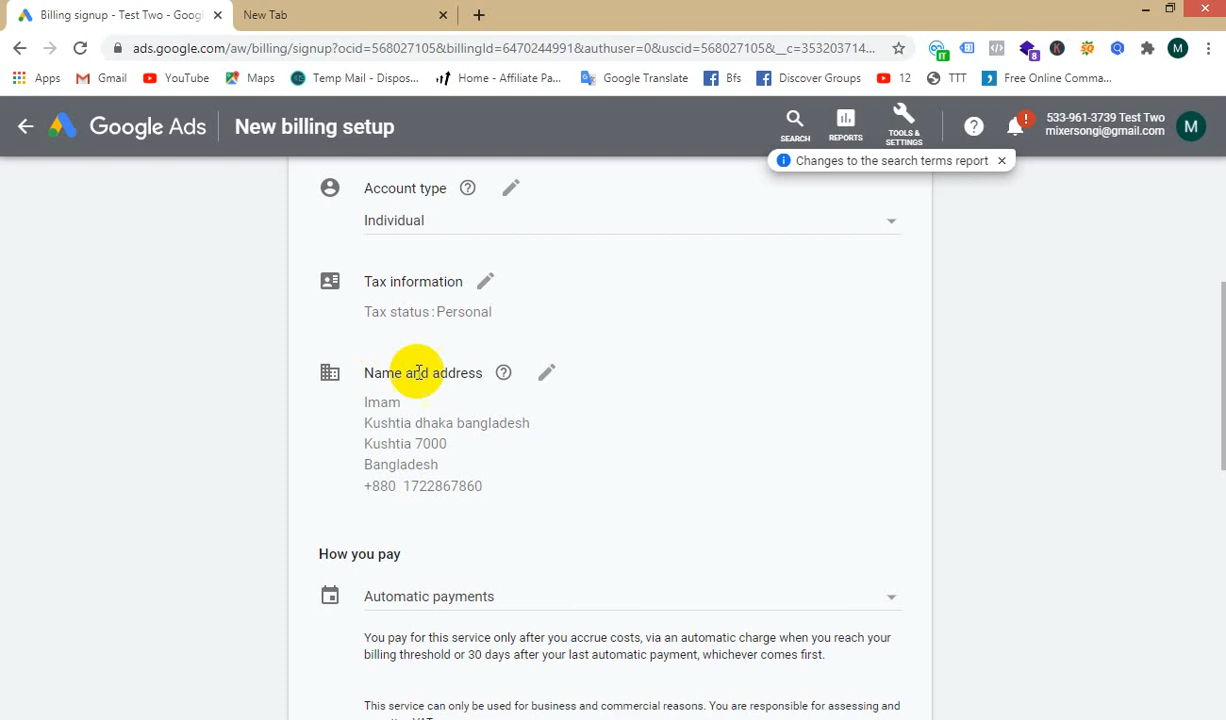 Billing signup - Test Two - Googl
New Tab
ads.google.com/aw/billing/signup?ocid=568027105&billingId=6470244991&authuser=0&uscid=568027105&__c=353203714...
M
Apps
Gmail
YouTube
Maps
Temp Mail - Dispos...
Home - Affiliate Pa...
Google Translate
Bfs
Discover Groups
12
TTT
Free Online Comma...
Google Ads
New billing setup
SEARCH
REPORTS
TOOLS &
SETTINGS
533-961-3739 Test Two
mixersongi@gmail.com
M
Changes to the search terms report
Account type
Individual
Tax information
Tax status: Personal
Name and address
Imam
Kushtia dhaka bangladesh
Kushtia 7000
Bangladesh
+880 1722867860
How you pay
Automatic payments
You pay for this service only after you accrue costs, via an automatic charge when you reach your
billing threshold or 30 days after your last automatic payment, whichever comes first.
This service can only be used for business and commercial reasons. You are responsible for assessing and